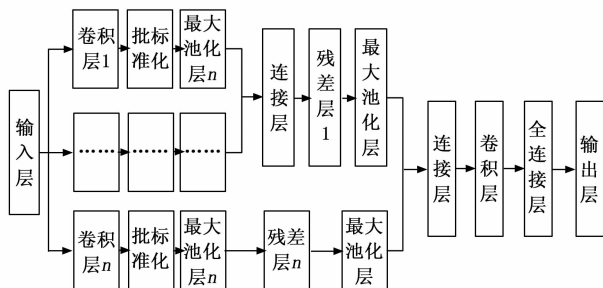 输入层
卷积层1
批标准化
最大池化层n
……
……
……
连接层
残差层1
最大池化层
卷积层n
批标准化
最大池化层n
残差层n
最大池化层
连接层
卷积层
全连接层
输出层